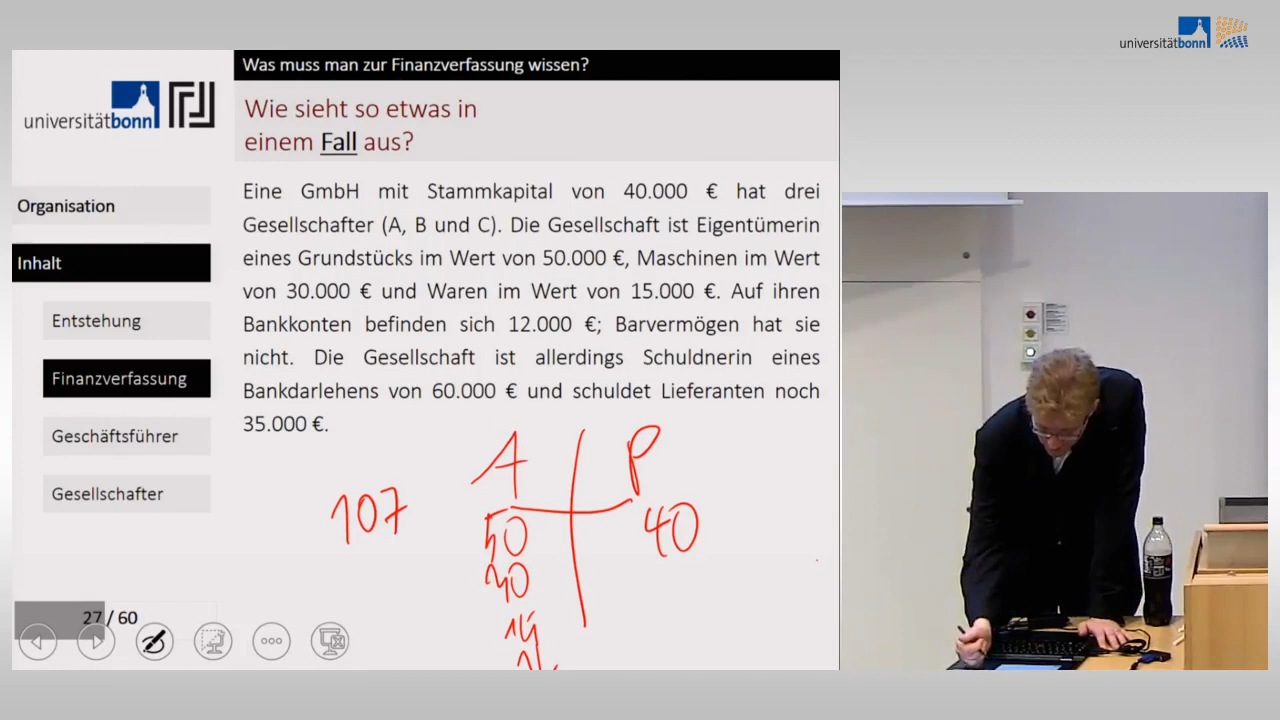 universitätbonn
Was muss man zur Finanzverfassung wissen?
universitätbonn
Wie sieht so etwas in
einem Fall aus?
Organisation
Inhalt
Entstehung
Finanzverfassung
Geschäftsführer
Gesellschafter
Eine GmbH mit Stammkapital von 40.000 € hat drei
Gesellschafter (A, B und C). Die Gesellschaft ist Eigentümerin
eines Grundstücks im Wert von 50.000 €, Maschinen im Wert
von 30.000 € und Waren im Wert von 15.000 €. Auf ihren
Bankkonten befinden sich 12.000 €; Barvermögen hat sie
nicht. Die Gesellschaft ist allerdings Schuldnerin eines
Bankdarlehens von 60.000 € und schuldet Lieferanten noch
35.000 €.
A P
107 50 40
30
15
27 / 60